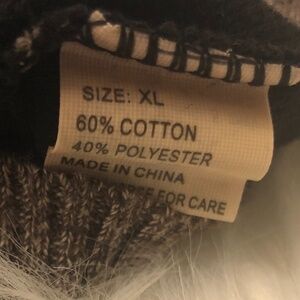 SIZE: XL
60% COTTON
40% POLYESTER
MADE IN CHINA
FOR CARE